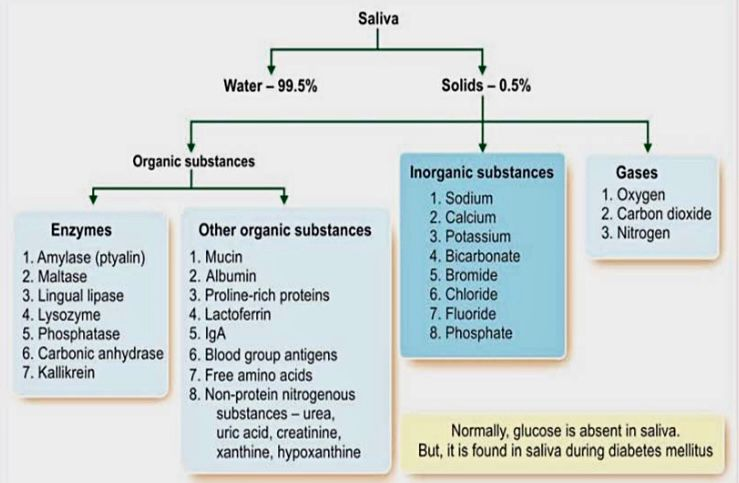 Saliva
Water – 99.5%
Solids – 0.5%
Organic substances
Enzymes
1. Amylase (ptyalin)
2. Maltase
3. Lingual lipase
4. Lysozyme
5. Phosphatase
6. Carbonic anhydrase
7. Kallikrein
Other organic substances
1. Mucin
2. Albumin
3. Proline-rich proteins
4. Lactoferrin
5. IgA
6. Blood group antigens
7. Free amino acids
8. Non-protein nitrogenous
substances – urea,
uric acid, creatinine,
xanthine, hypoxanthine
Inorganic substances
1. Sodium
2. Calcium
3. Potassium
4. Bicarbonate
5. Bromide
6. Chloride
7. Fluoride
8. Phosphate
Gases
1. Oxygen
2. Carbon dioxide
3. Nitrogen
Normally, glucose is absent in saliva.
But, it is found in saliva during diabetes mellitus